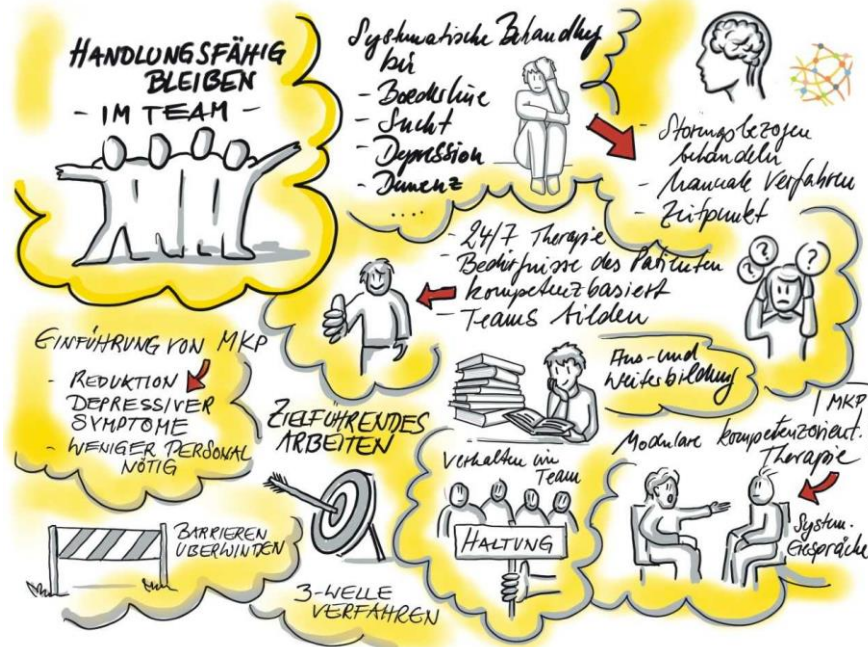 HANDLUNGSFÄHIG
BLEIBEN
- IM TEAM -
Systematische Behandlung
bei
- Boederline
- Sucht
- Depression
- Demenz
....
- Störungsbezogen
behandeln
- Manuale Verfahren
- Zeitpunkt
- 24/7 Therapie
- Bedürfnisse des Patienten
- kompetenzbasiert
- Teams bilden
? ? ?
EINFÜHRUNG VON MKP
- REDUKTION
DEPRESSIVER
SYMPTOME
- WENIGER PERSONAL
NÖTIG
ZIELFÜHRENDES
ARBEITEN
Aus- und
Weiterbildung
BARRIEREN
ÜBERWINDEN
3-WELLE
VERFAHREN
Verhalten im
Team
HALTUNG
| MKP
Modulare kompetenzorient.
Therapie
System.
Gespräche